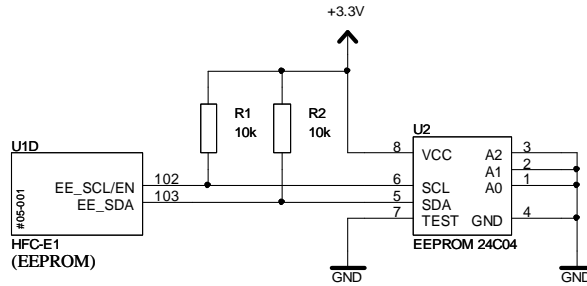 +3.3V
R1
10k
R2
10k
U1D
#05-001
EE_SCL/EN
EE_SDA
102
103
HFC-E1
(EEPROM)
U2
8
6
5
7
VCC
SCL
SDA
TEST
A2
A1
A0
GND
3
2
1
4
EEPROM 24C04
GND
GND